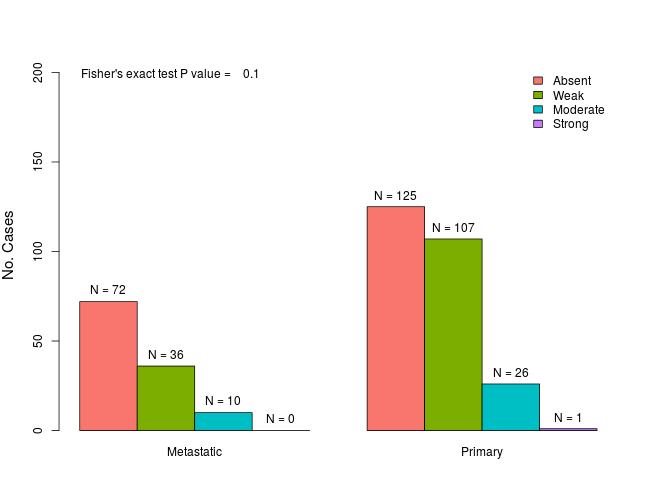 Fisher's exact test P value = 0.1
Absent
Weak
Moderate
Strong
No. Cases
200
150
100
50
0
N = 72
N = 36
N = 10
N = 0
N = 125
N = 107
N = 26
N = 1
Metastatic
Primary